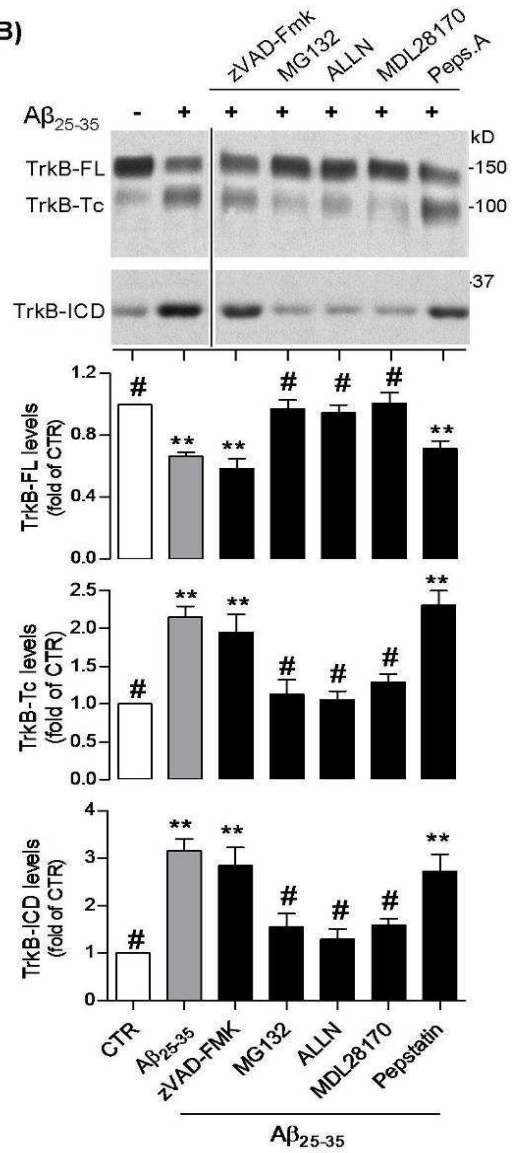 B)
zVAD-Fmk MG132 ALLN MDL28170 Peps.A
Aβ25-35 - + + + + + +
kD
TrkB-FL -150
TrkB-Tc -100
-37
TrkB-ICD
TrkB-FL levels
(fold of CTR)
1.2
0.8
0.4
0.0
# ** ** # # # **
TrkB-Tc levels
(fold of CTR)
2.5
2.0
1.5
1.0
0.5
0.0
# ** ** # # # **
TrkB-ICD levels
(fold of CTR)
4
3
2
1
0
# ** ** # # # **
CTR Aβ25-35 zVAD-FMK MG132 ALLN MDL28170 Pepstatin
Aβ25-35